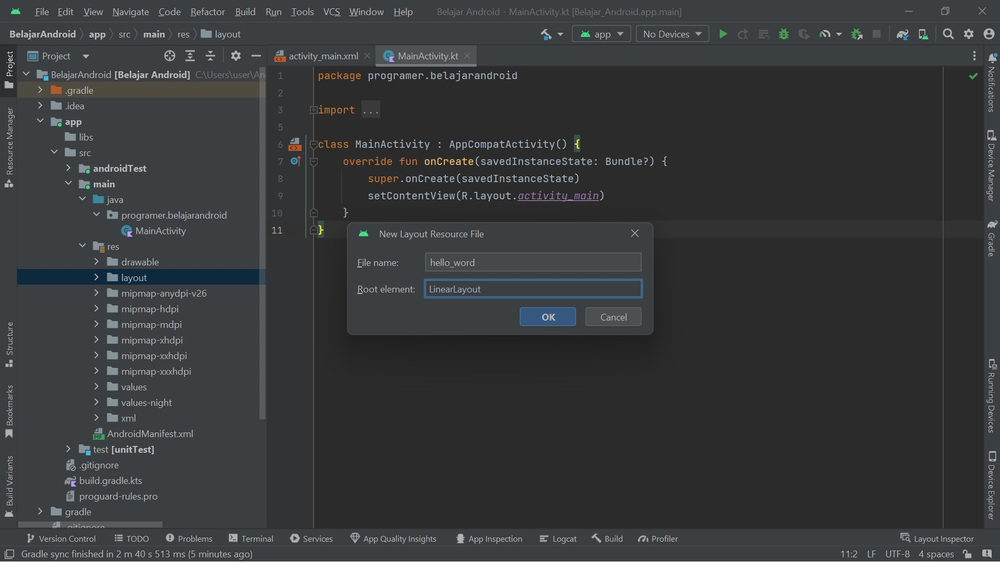 File Edit View Navigate Code Refactor Build Run Tools VCS Window Help Belajar Android - MainActivity.kt [Belajar_Android.app.main]
BelajarAndroid app src main res layout
app
No Devices
Project
activity_main.xml
MainActivity.kt
Project
Resource Manager
Structure
Bookmarks
Build Variants
BelajarAndroid [Belajar Android] C:\Users\user\An
.gradle
.idea
app
libs
src
androidTest
main
java
programer.belajarandroid
MainActivity
res
drawable
layout
mipmap-anydpi-v26
mipmap-hdpi
mipmap-mdpi
mipmap-xhdpi
mipmap-xxhdpi
mipmap-xxxhdpi
values
values-night
xml
AndroidManifest.xml
test [unitTest]
.gitignore
build.gradle.kts
proguard-rules.pro
gradle
.gitignore
1 package programer.belajarandroid
2
3 import ...
5
6 class MainActivity : AppCompatActivity() {
7 override fun onCreate(savedInstanceState: Bundle?) {
8 super.onCreate(savedInstanceState)
9 setContentView(R.layout.activity_main)
10 }
11 }
New Layout Resource File
File name: hello_word
Root element: LinearLayout
OK Cancel
Notifications
Device Manager
Gradle
Running Devices
Device Explorer
Version Control TODO Problems Terminal Services App Quality Insights App Inspection Logcat Build Profiler Layout Inspector
Gradle sync finished in 2 m 40 s 513 ms (5 minutes ago) 11:2 LF UTF-8 4 spaces